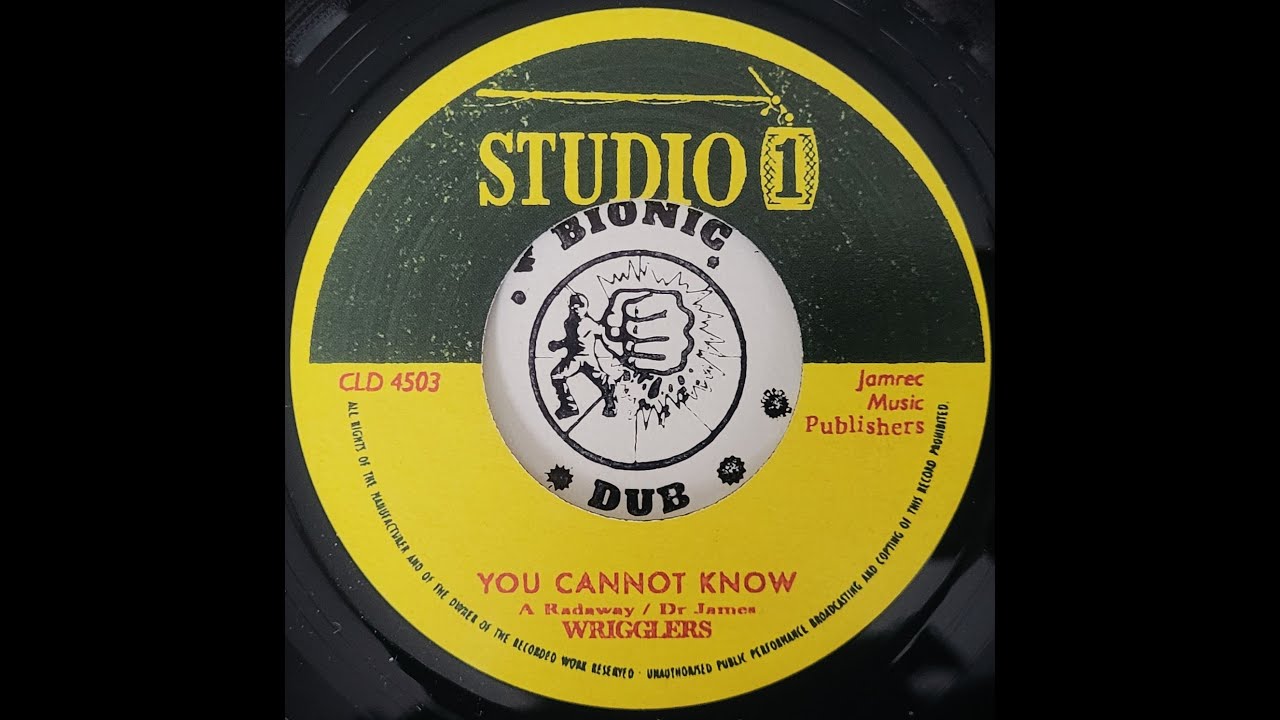 STUDIO 1
BIONIC
DUB
CLD 4503
Jamrec
Music
Publishers
YOU CANNOT KNOW
A Radaway / Dr James
WRIGGLERS
ALL RIGHTS OF THE MANUFACTURER AND OF THE OWNER OF THE RECORDED WORK RESERVED · UNAUTHORISED PUBLIC PERFORMANCE BROADCASTING AND COPYING OF THIS RECORD PROHIBITED.